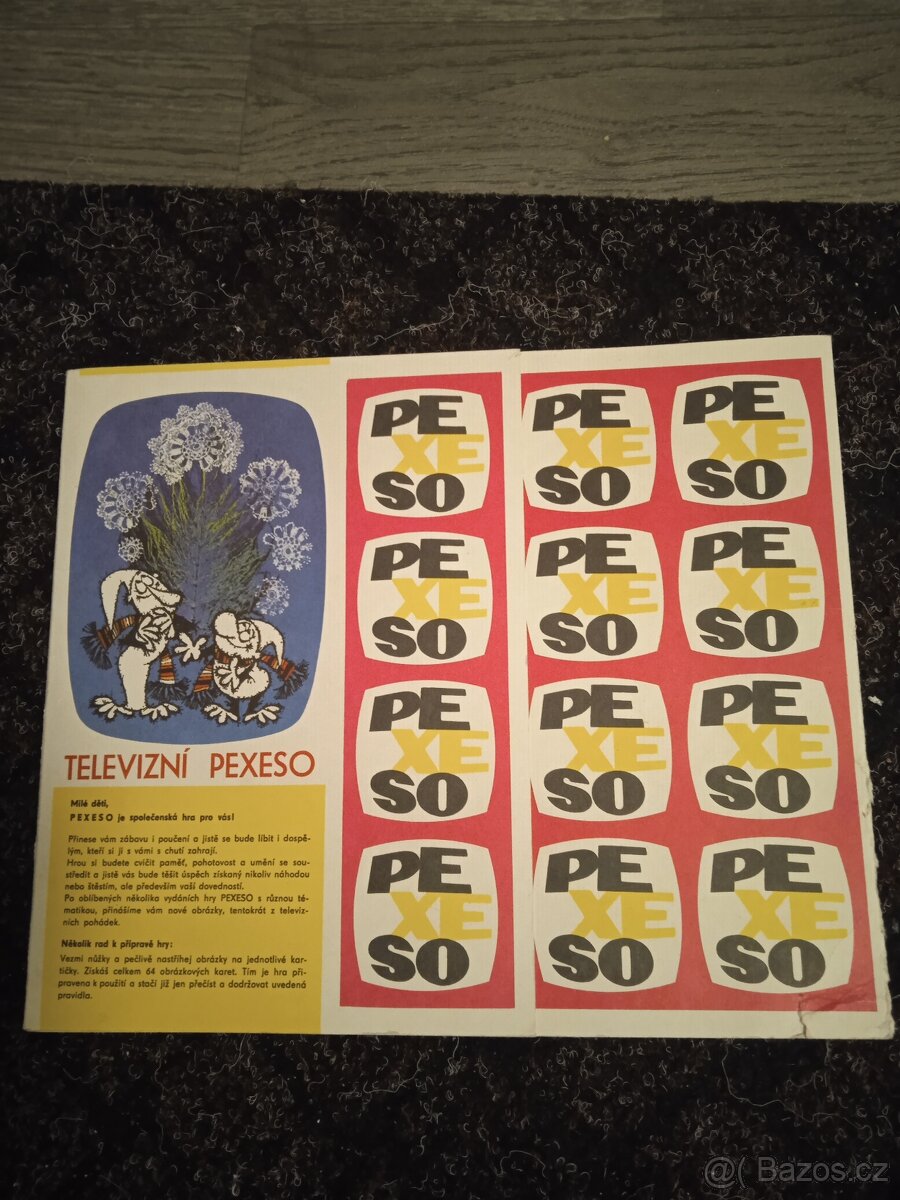 TELEVIZNÍ PEXESO
Milé děti,
PEXESO je společenská hra pro vás!
Přinese vám zábavu i poučení a jistě se bude líbit i dospě-
lým, kteří si ji s vámi s chutí zahrají.
Hrou si budete cvičit paměť, pohotovost a umění se sou-
středit a jistě vás bude těšit úspěch získaný nikoliv náhodou
nebo štěstím, ale především vaší dovedností.
Po oblíbených několika vydáních hry PEXESO s různou té-
matikou, přinášíme vám nové obrázky, tentokrát z televiz-
ních pohádek.
Několik rad k přípravě hry:
Vezmi nůžky a pečlivě nastříhej obrázky na jednotlivé kar-
tičky. Získáš celkem 64 obrázkových karet. Tím je hra při-
pravena k použití a stačí již jen přečíst a dodržovat uvedená
pravidla.
PE
XE
SO
PE
XE
SO
PE
XE
SO
PE
XE
SO
PE
XE
SO
PE
XE
SO
PE
XE
SO
PE
XE
SO
PE
XE
SO
PE
XE
SO
PE
XE
SO
PE
XE
SO
@( Bazos.cz